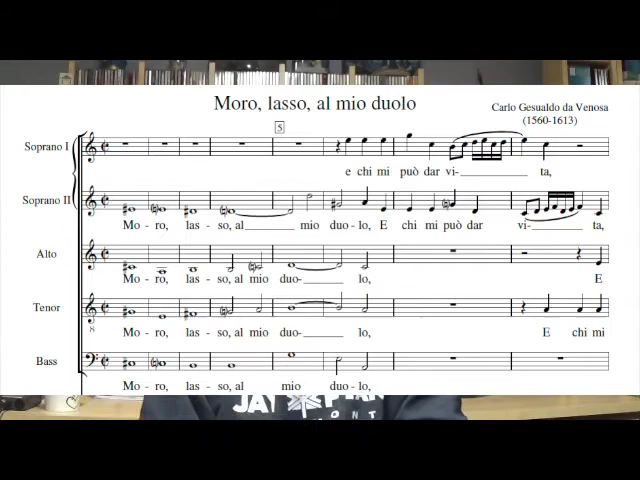 Moro, lasso, al mio duolo
Carlo Gesualdo da Venosa
(1560-1613)
5
Soprano I
e chi mi può dar vi- ta,
Soprano II
Mo - ro, las - so, al mio duo - lo, E chi mi può dar vi- ta,
Alto
Mo - ro, las - so, al mio duo- lo, E
Tenor
8
Mo - ro, las - so, al mio duo- lo, E chi mi
Bass
Mo - ro, las - so, al mio duo - lo,